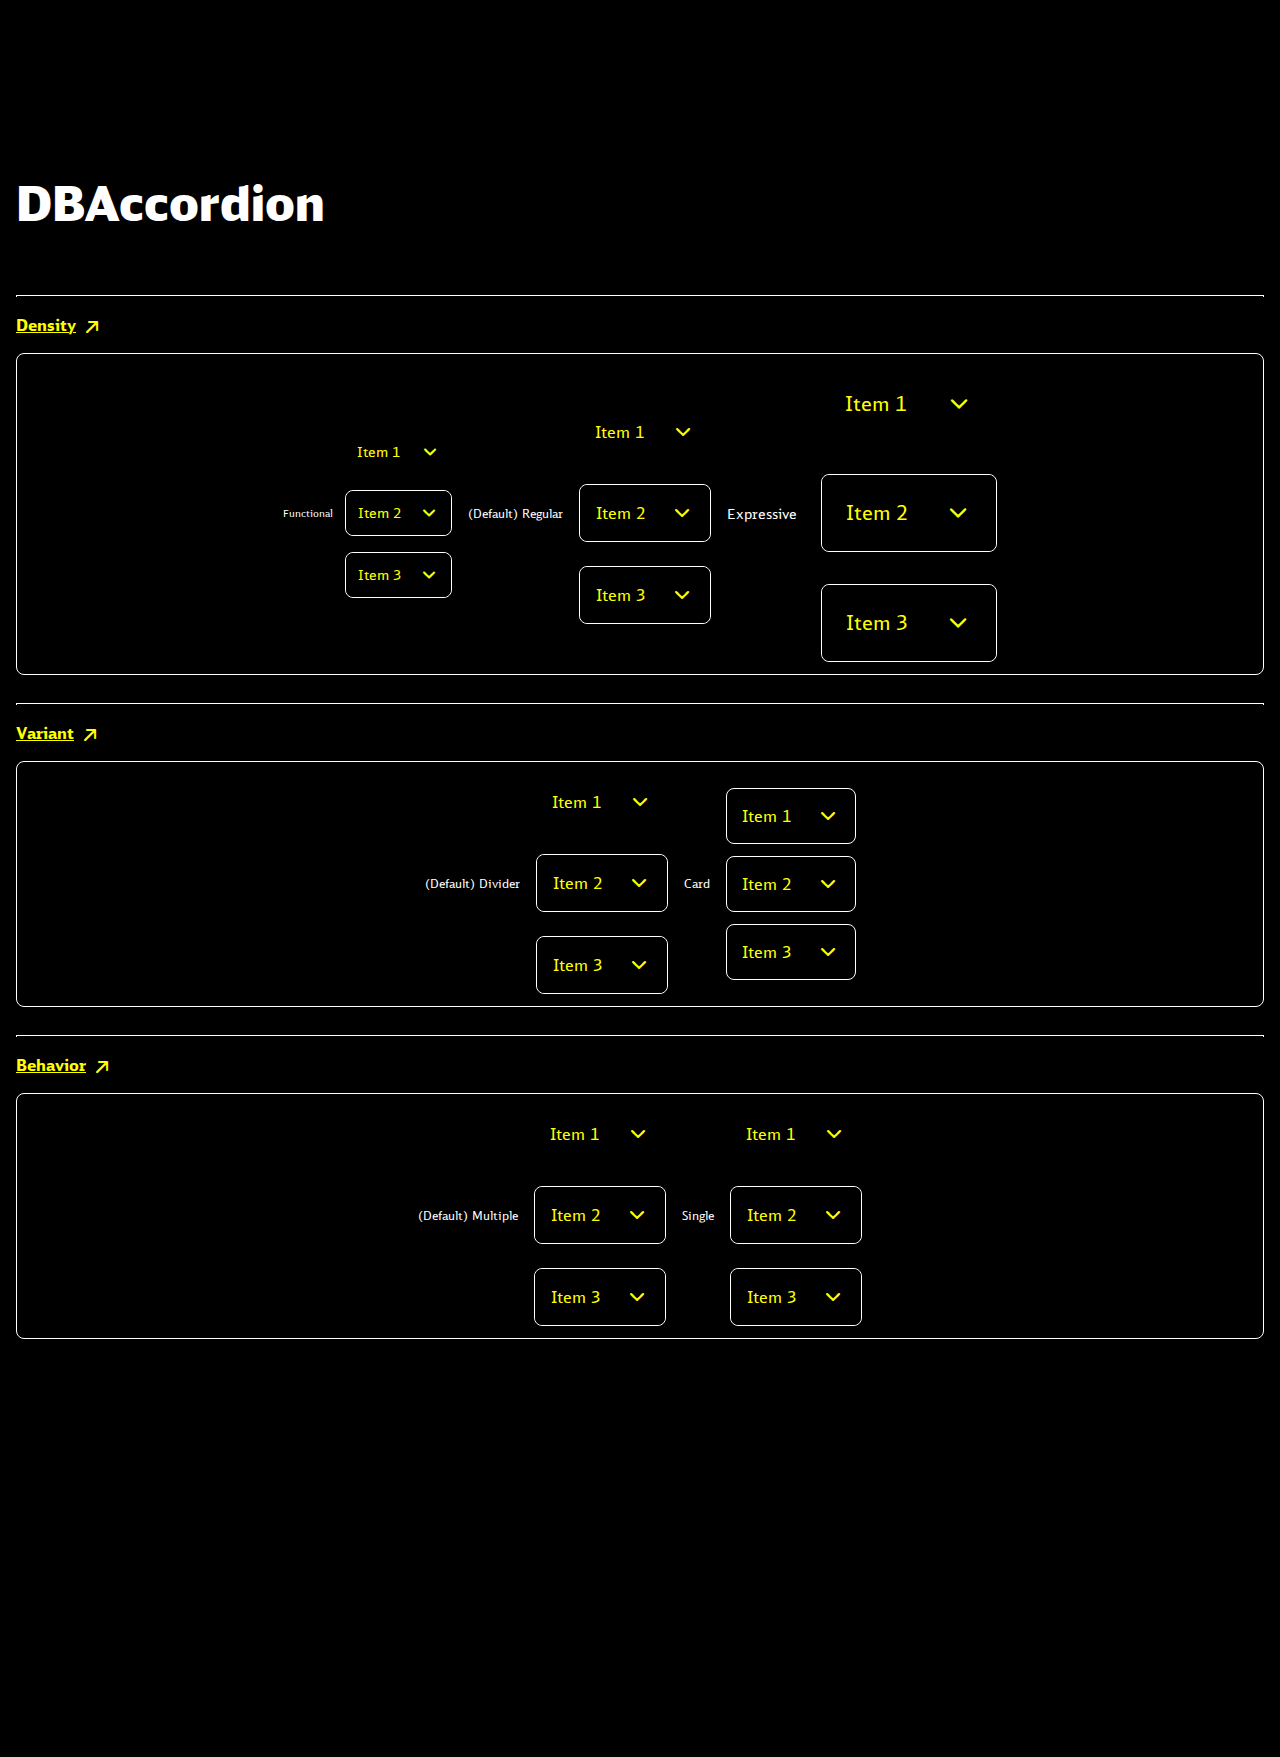 DBAccordion
Density
Functional
Item 1
Item 2
Item 3
(Default) Regular
Item 1
Item 2
Item 3
Expressive
Item 1
Item 2
Item 3
Variant
(Default) Divider
Item 1
Item 2
Item 3
Card
Item 1
Item 2
Item 3
Behavior
(Default) Multiple
Item 1
Item 2
Item 3
Single
Item 1
Item 2
Item 3